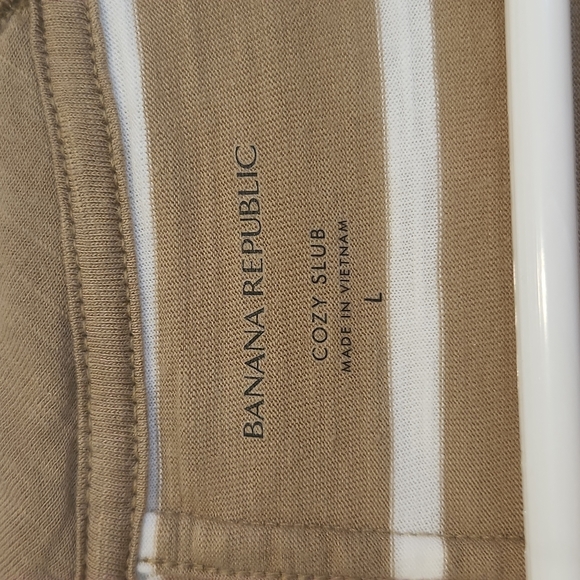 BANANA REPUBLIC
COZY SLUB
MADE IN VIETNAM
L